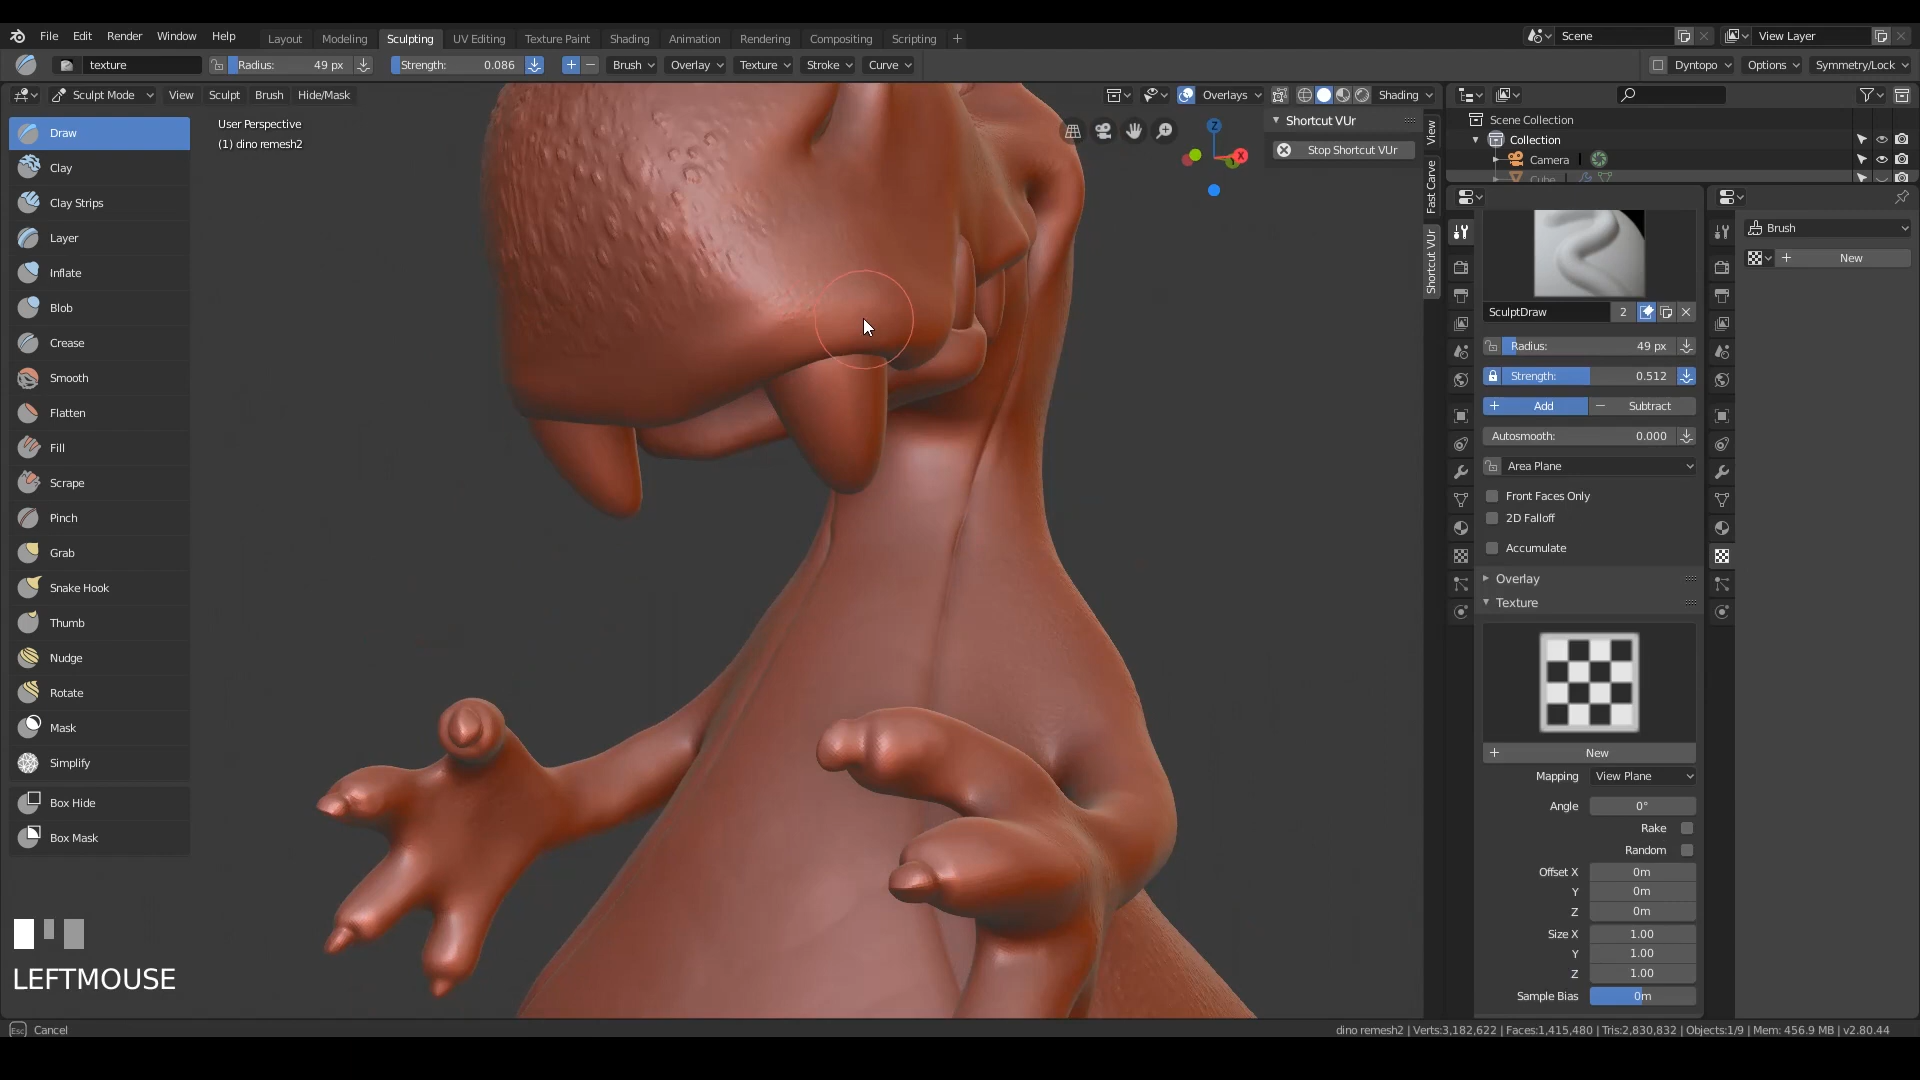 File Edit Render Window Help
Layout Modeling Sculpting UV Editing Texture Paint Shading Animation Rendering Compositing Scripting +
Scene View Layer
texture Radius: 49 px Strength: 0.086 + − Brush Overlay Texture Stroke Curve
Dyntopo Options Symmetry/Lock
Sculpt Mode View Sculpt Brush Hide/Mask
Overlays Shading
User Perspective
(1) dino remesh2
Draw
Clay
Clay Strips
Layer
Inflate
Blob
Crease
Smooth
Flatten
Fill
Scrape
Pinch
Grab
Snake Hook
Thumb
Nudge
Rotate
Mask
Simplify
Box Hide
Box Mask
LEFTMOUSE
Z
X
Shortcut VUr
Stop Shortcut VUr
View
Fast Carve
Shortcut VUr
Scene Collection
Collection
Camera
Cube
SculptDraw 2
Radius: 49 px
Strength: 0.512
+ Add − Subtract
Autosmooth: 0.000
Area Plane
Front Faces Only
2D Falloff
Accumulate
Overlay
Texture
+ New
Mapping View Plane
Angle 0°
Rake
Random
Offset X 0m
Y 0m
Z 0m
Size X 1.00
Y 1.00
Z 1.00
Sample Bias 0m
Brush
+ New
Esc Cancel
dino remesh2 | Verts:3,182,622 | Faces:1,415,480 | Tris:2,830,832 | Objects:1/9 | Mem: 456.9 MB | v2.80.44